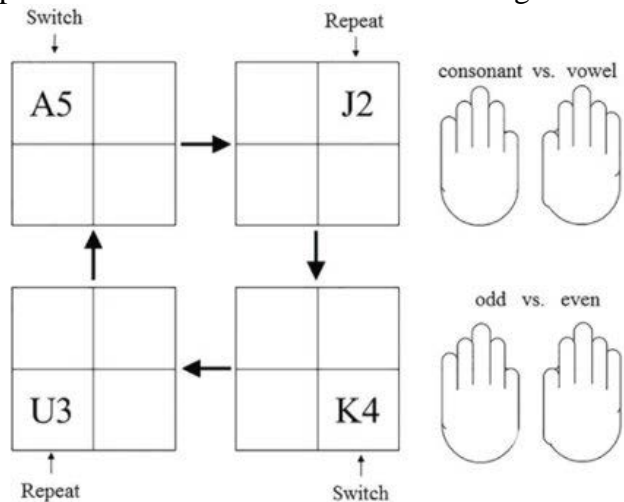 Switch
Repeat
A5
J2
consonant vs. vowel
odd vs. even
U3
K4
Repeat
Switch